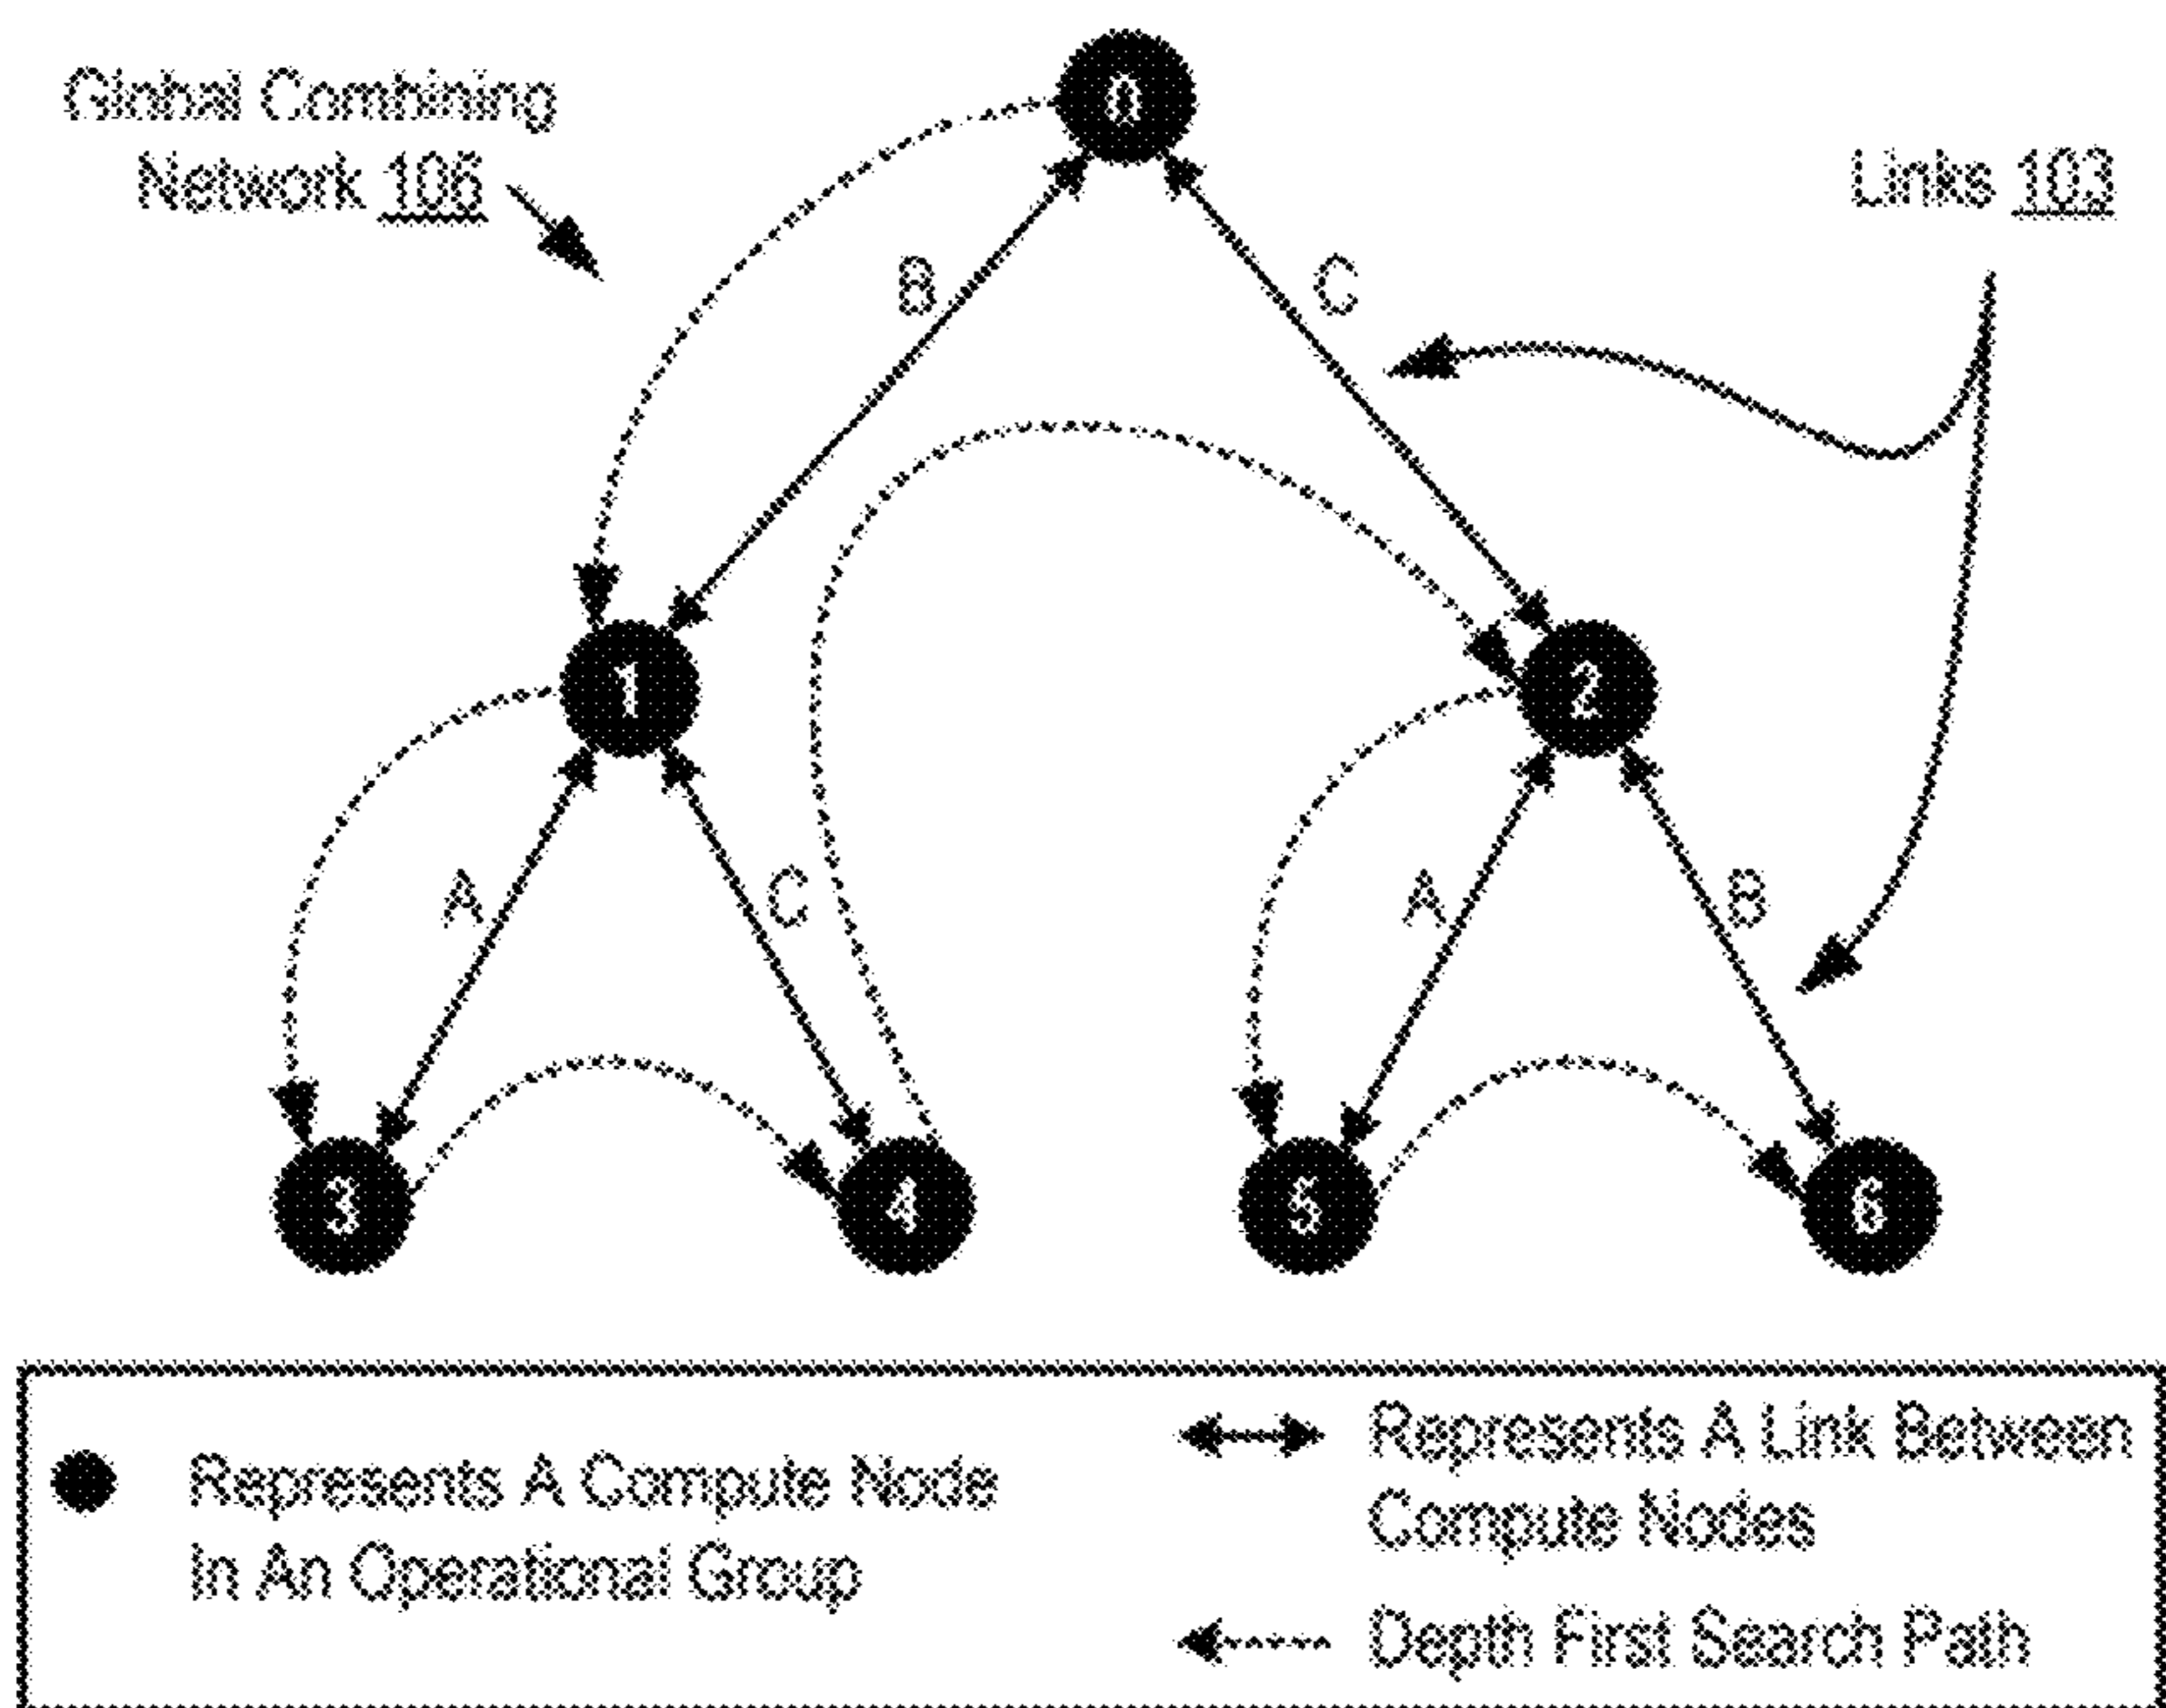 Global Combining
Network 106
Links 103
0
B
C
1
2
A
C
A
B
3
4
5
6
Represents A Compute Node
In An Operational Group
Represents A Link Between
Compute Nodes
Depth First Search Path